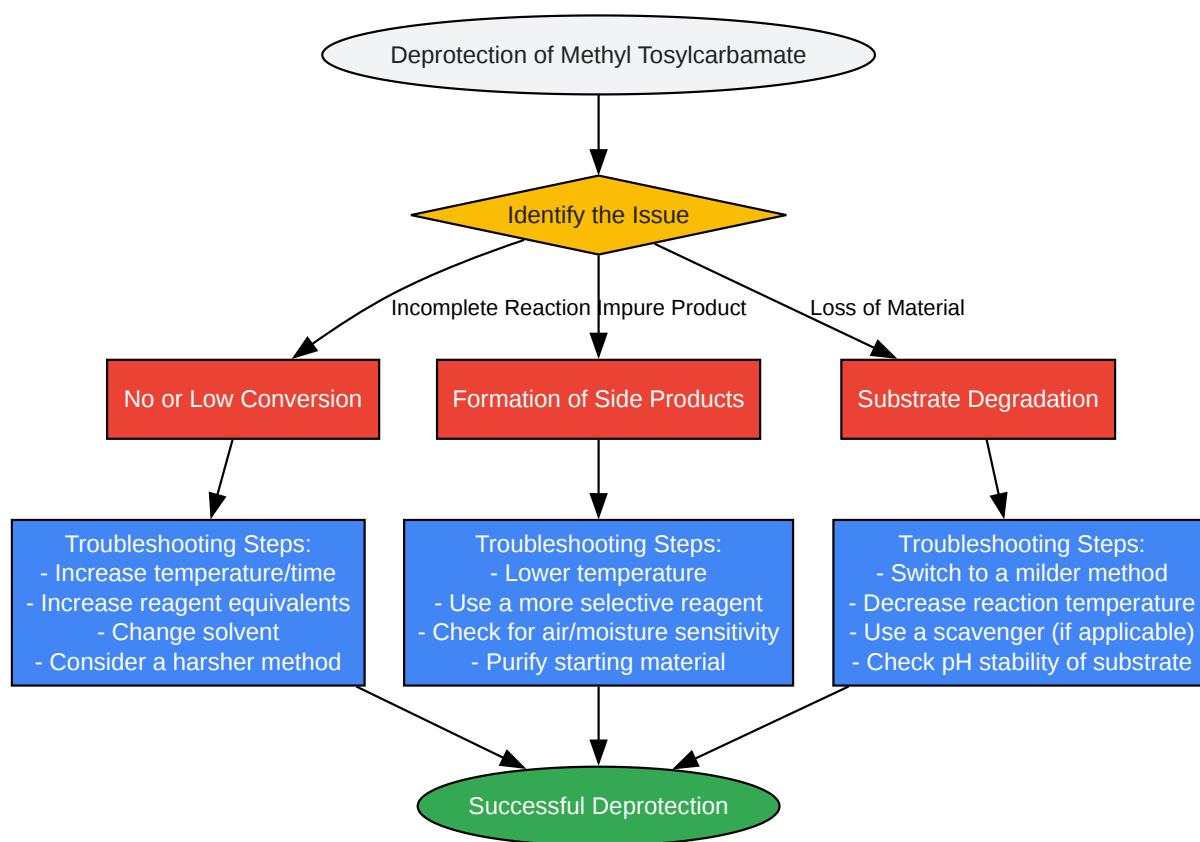 Deprotection of Methyl Tosylcarbamate
Identify the Issue
Incomplete Reaction
Impure Product
Loss of Material
No or Low Conversion
Formation of Side Products
Substrate Degradation
Troubleshooting Steps:
- Increase temperature/time
- Increase reagent equivalents
- Change solvent
- Consider a harsher method
Troubleshooting Steps:
- Lower temperature
- Use a more selective reagent
- Check for air/moisture sensitivity
- Purify starting material
Troubleshooting Steps:
- Switch to a milder method
- Decrease reaction temperature
- Use a scavenger (if applicable)
- Check pH stability of substrate
Successful Deprotection